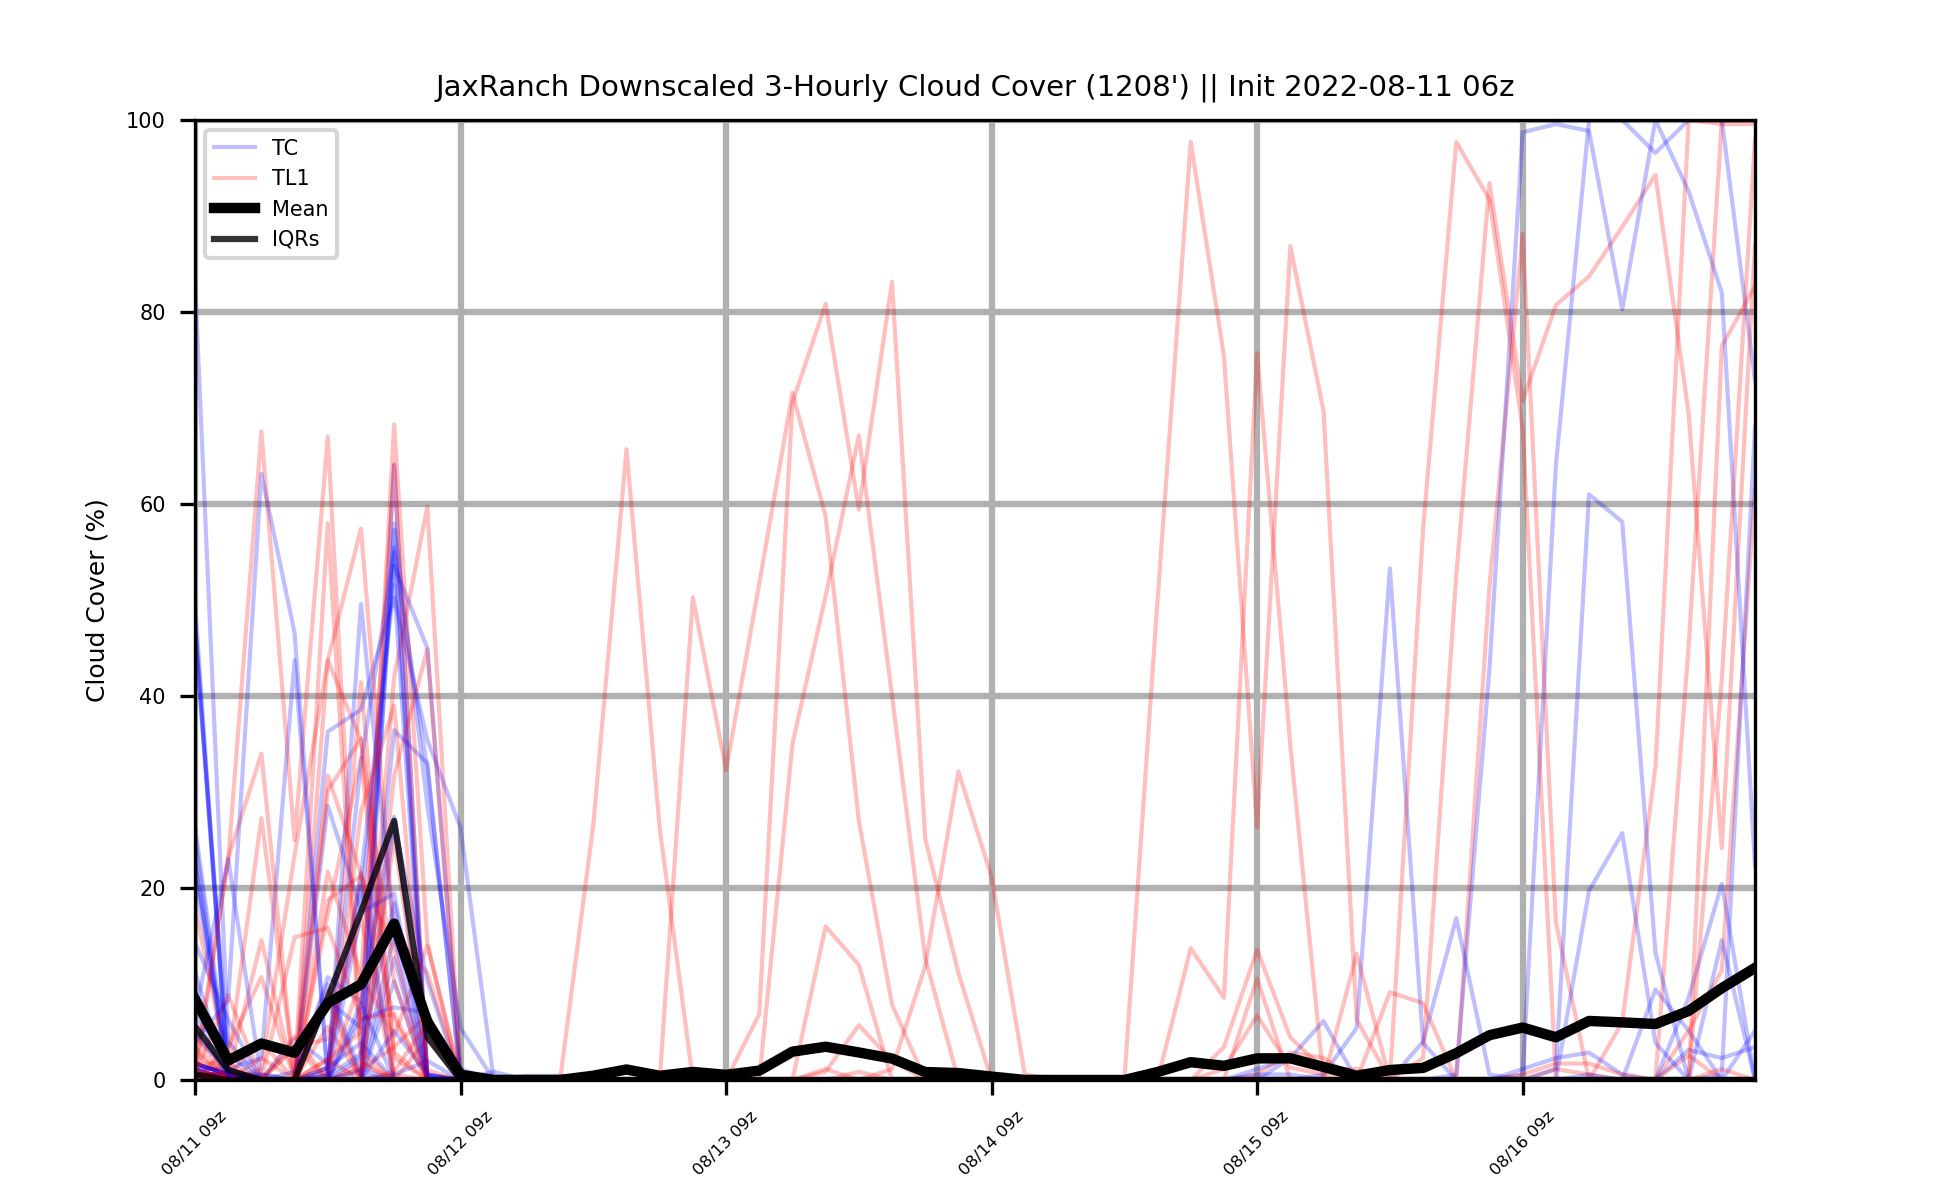 JaxRanch Downscaled 3-Hourly Cloud Cover (1208') || Init 2022-08-11 06z
Cloud Cover (%)
100
80
60
40
20
0
TC
TL1
Mean
IQRs
08/11 09z
08/12 09z
08/13 09z
08/14 09z
08/15 09z
08/16 09z